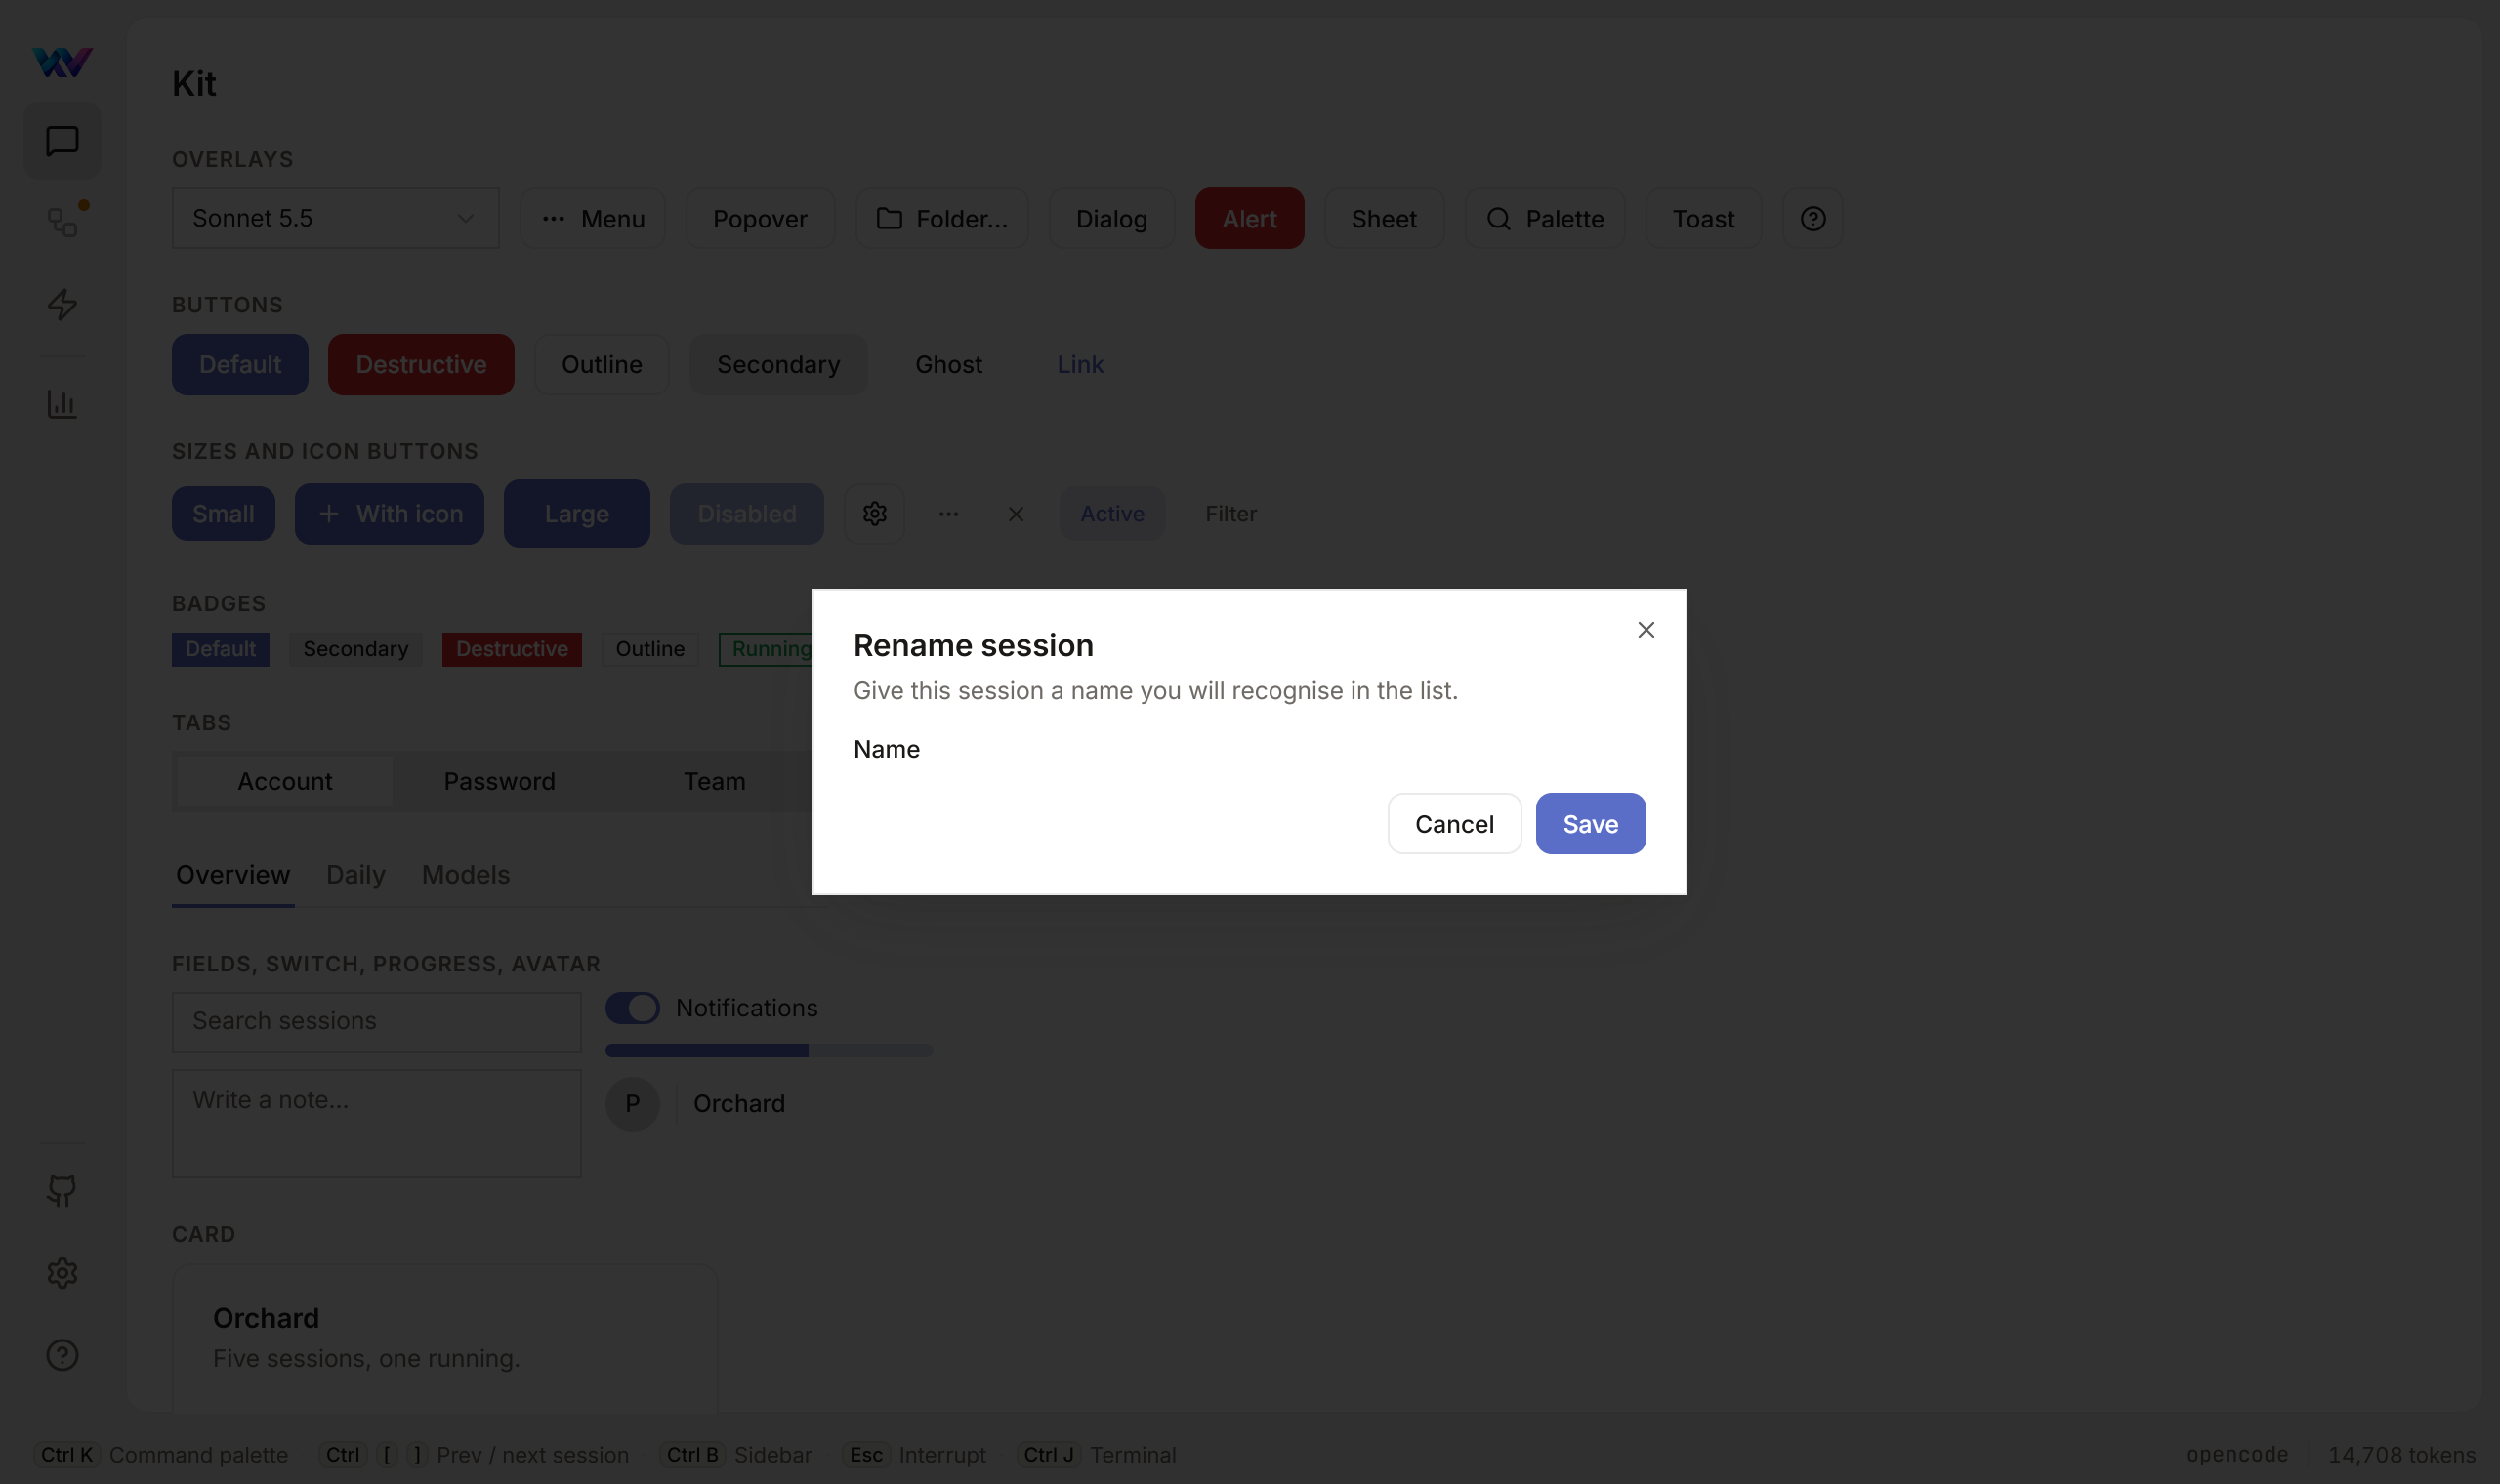 Kit
OVERLAYS
Sonnet 5.5
Menu
Popover
Folder...
Dialog
Alert
Sheet
Palette
Toast
BUTTONS
Default
Destructive
Outline
Secondary
Ghost
Link
SIZES AND ICON BUTTONS
Small
With icon
Large
Disabled
Active
Filter
BADGES
Default
Secondary
Destructive
Outline
Running
TABS
Account
Password
Team
Overview
Daily
Models
Rename session
Give this session a name you will recognise in the list.
Name
Cancel
Save
FIELDS, SWITCH, PROGRESS, AVATAR
Search sessions
Notifications
Write a note...
P
Orchard
CARD
Orchard
Five sessions, one running.
Ctrl K Command palette
Ctrl [ ] Prev / next session
Ctrl B Sidebar
Esc Interrupt
Ctrl J Terminal
opencode
14,708 tokens